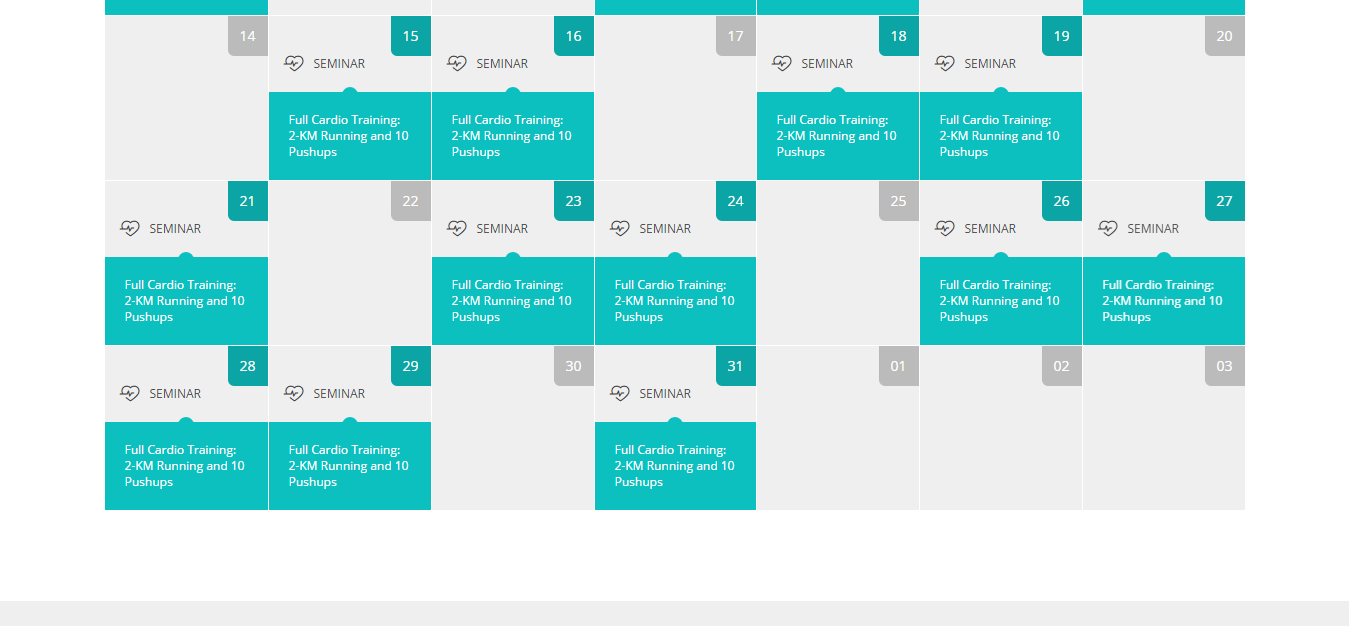 14 15 16 17 18 19 20
SEMINAR SEMINAR SEMINAR SEMINAR
Full Cardio Training:
2-KM Running and 10
Pushups
Full Cardio Training:
2-KM Running and 10
Pushups
Full Cardio Training:
2-KM Running and 10
Pushups
Full Cardio Training:
2-KM Running and 10
Pushups
21 22 23 24 25 26 27
SEMINAR SEMINAR SEMINAR SEMINAR SEMINAR
Full Cardio Training:
2-KM Running and 10
Pushups
Full Cardio Training:
2-KM Running and 10
Pushups
Full Cardio Training:
2-KM Running and 10
Pushups
Full Cardio Training:
2-KM Running and 10
Pushups
Full Cardio Training:
2-KM Running and 10
Pushups
28 29 30 31 01 02 03
SEMINAR SEMINAR SEMINAR
Full Cardio Training:
2-KM Running and 10
Pushups
Full Cardio Training:
2-KM Running and 10
Pushups
Full Cardio Training:
2-KM Running and 10
Pushups